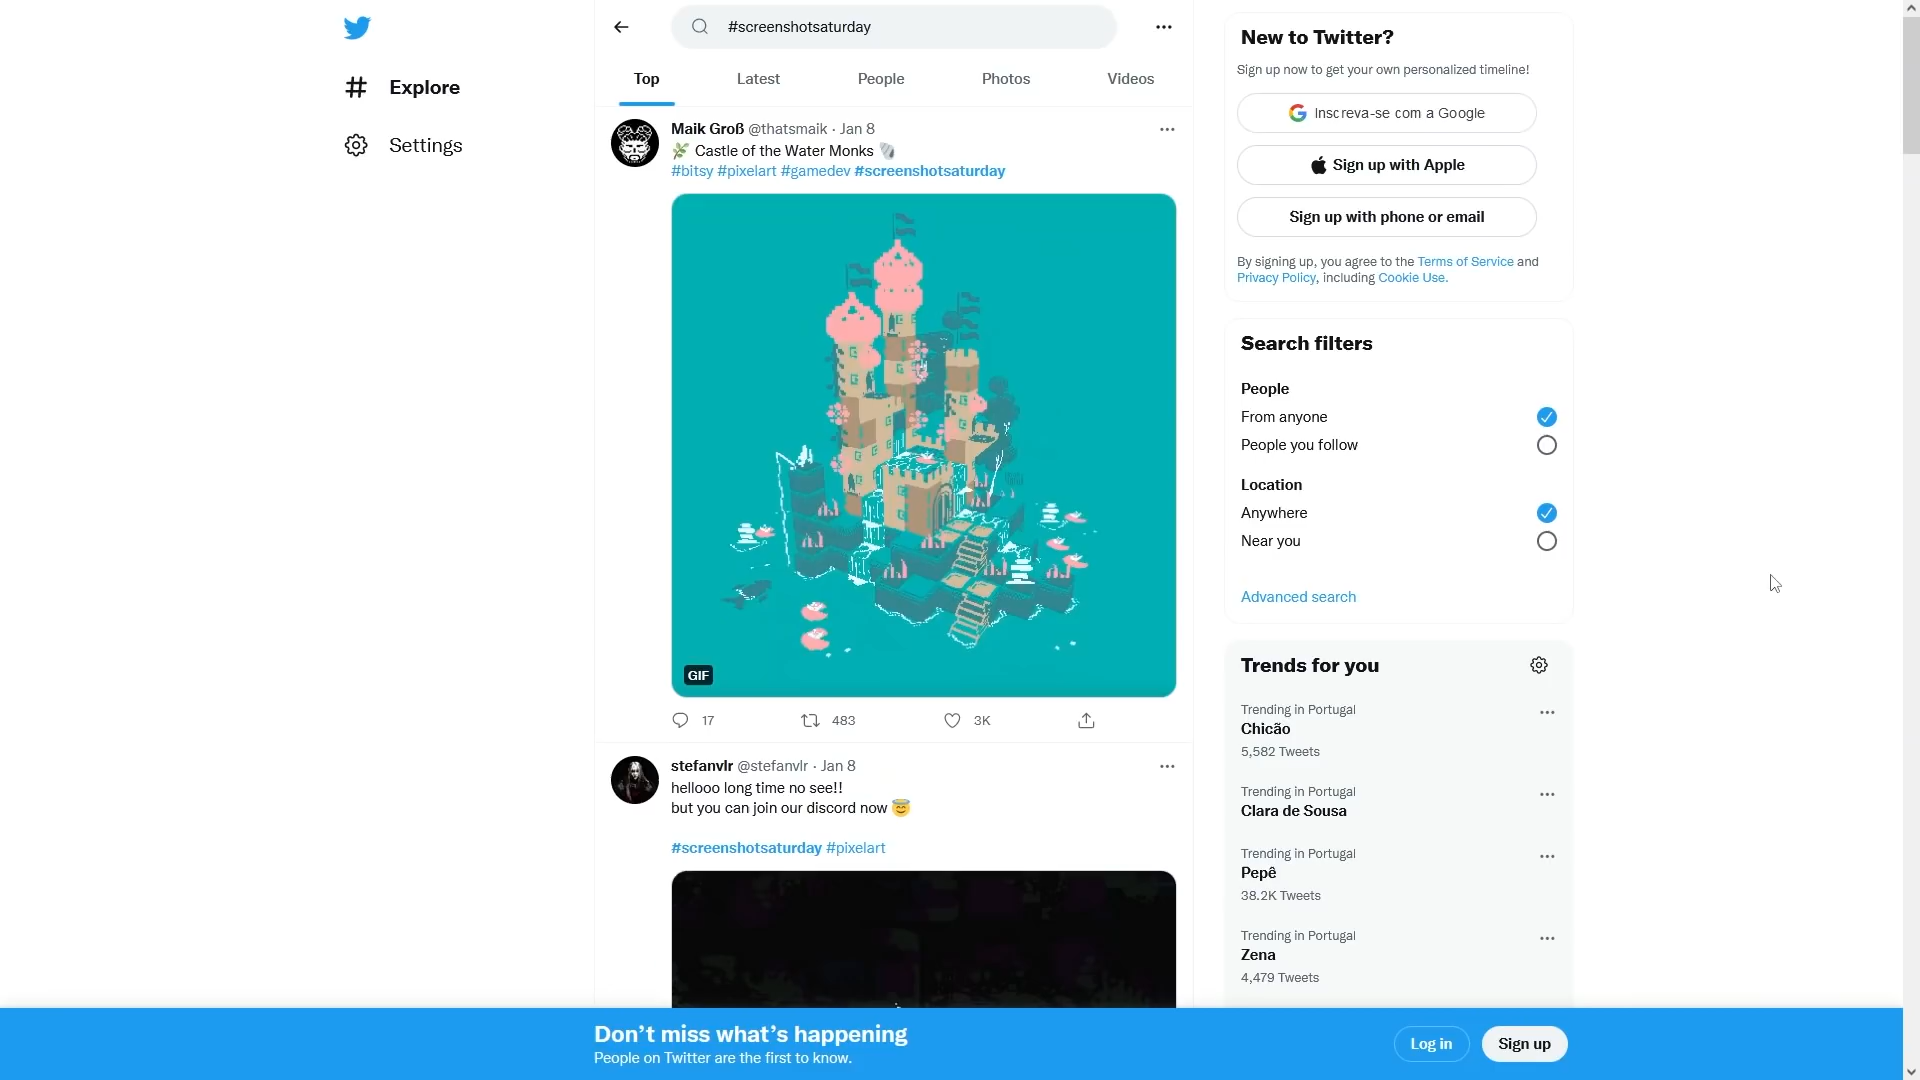 #screenshotsaturday
Explore
Settings
Top
Latest
People
Photos
Videos
Maik Groß @thatsmaik · Jan 8
🌿 Castle of the Water Monks 🪨
#bitsy #pixelart #gamedev #screenshotsaturday
GIF
17
483
3K
stefanvlr @stefanvlr · Jan 8
hellooo long time no see!!
but you can join our discord now 😇
#screenshotsaturday #pixelart
New to Twitter?
Sign up now to get your own personalized timeline!
Inscreva-se com a Google
Sign up with Apple
Sign up with phone or email
By signing up, you agree to the Terms of Service and
Privacy Policy, including Cookie Use.
Search filters
People
From anyone
People you follow
Location
Anywhere
Near you
Advanced search
Trends for you
Trending in Portugal
Chicão
5,582 Tweets
Trending in Portugal
Clara de Sousa
Trending in Portugal
Pepê
38.2K Tweets
Trending in Portugal
Zena
4,479 Tweets
Don’t miss what’s happening
People on Twitter are the first to know.
Log in
Sign up